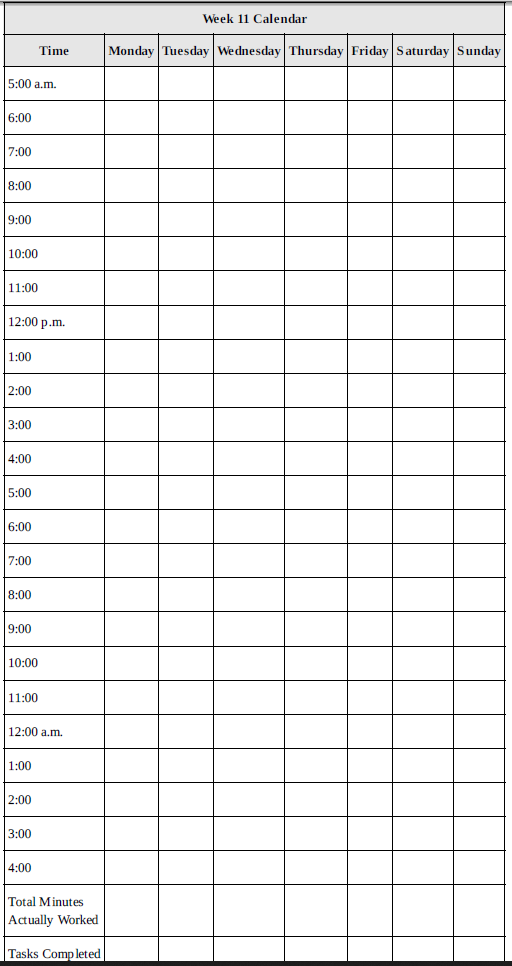 Week 11 Calendar
Time Monday Tuesday Wednesday Thursday Friday Saturday Sunday
5:00 a.m.
6:00
7:00
8:00
9:00
10:00
11:00
12:00 p.m.
1:00
2:00
3:00
4:00
5:00
6:00
7:00
8:00
9:00
10:00
11:00
12:00 a.m.
1:00
2:00
3:00
4:00
Total Minutes
Actually Worked
Tasks Completed